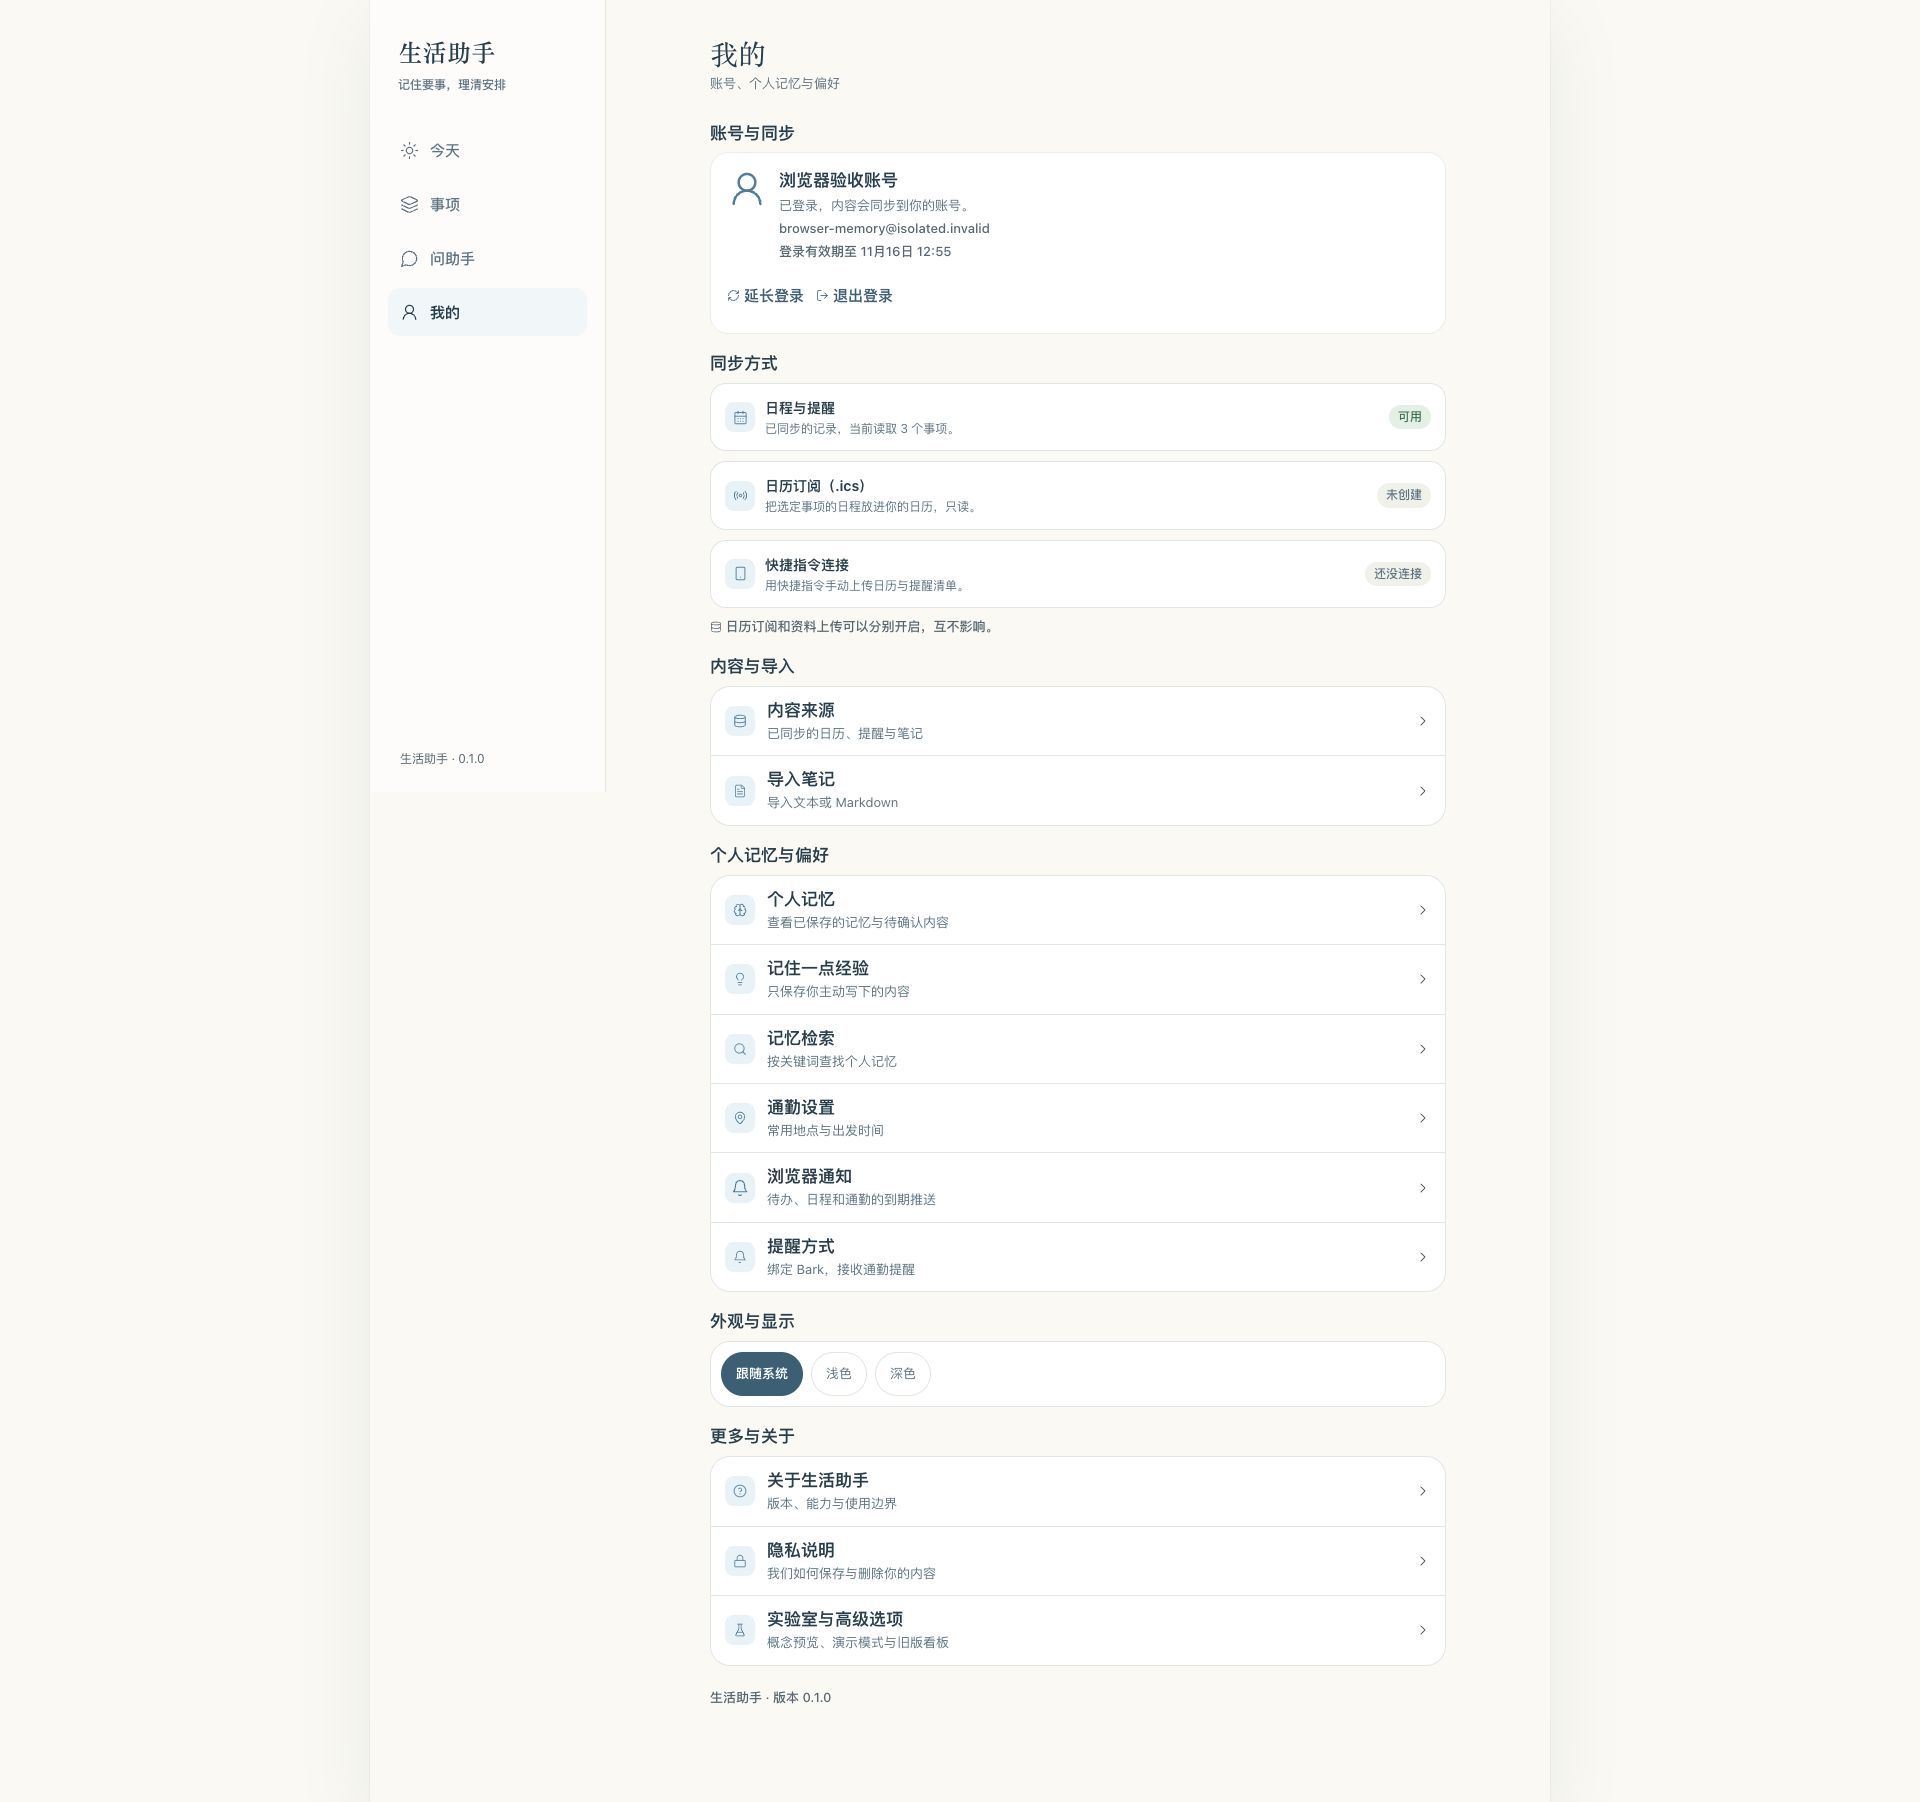 生活助手
记住要事，理清安排
今天
事项
问助手
我的
生活助手 · 0.1.0
我的
账号、个人记忆与偏好
账号与同步
浏览器验收账号
已登录，内容会同步到你的账号。
browser-memory@isolated.invalid
登录有效期至 11月16日 12:55
延长登录 退出登录
同步方式
日程与提醒
已同步的记录，当前读取 3 个事项。
可用
日历订阅（.ics）
把选定事项的日程放进你的日历，只读。
未创建
快捷指令连接
用快捷指令手动上传日历与提醒清单。
还没连接
日历订阅和资料上传可以分别开启，互不影响。
内容与导入
内容来源
已同步的日历、提醒与笔记
导入笔记
导入文本或 Markdown
个人记忆与偏好
个人记忆
查看已保存的记忆与待确认内容
记住一点经验
只保存你主动写下的内容
记忆检索
按关键词查找个人记忆
通勤设置
常用地点与出发时间
浏览器通知
待办、日程和通勤的到期推送
提醒方式
绑定 Bark，接收通勤提醒
外观与显示
跟随系统 浅色 深色
更多与关于
关于生活助手
版本、能力与使用边界
隐私说明
我们如何保存与删除你的内容
实验室与高级选项
概念预览、演示模式与旧版看板
生活助手 · 版本 0.1.0